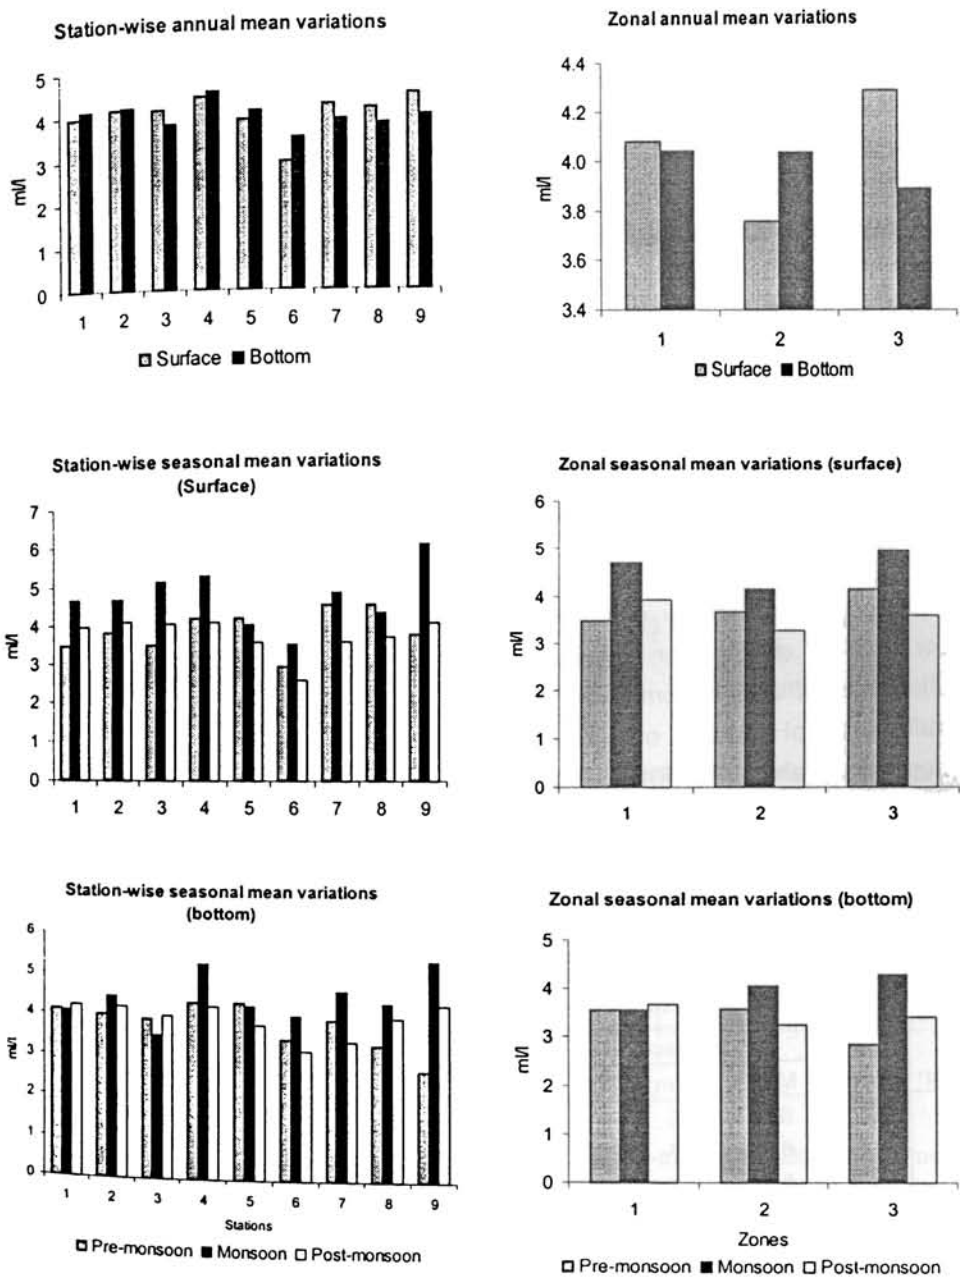 Station-wise annual mean variations
5
4
3
2
1
0
ml/l
1 2 3 4 5 6 7 8 9
Surface Bottom
Zonal annual mean variations
4.4
4.2
4.0
3.8
3.6
3.4
ml/l
1 2 3
Surface Bottom
Station-wise seasonal mean variations
(Surface)
7
6
5
4
3
2
1
0
ml/l
1 2 3 4 5 6 7 8 9
Zonal seasonal mean variations (surface)
6
5
4
3
2
1
0
ml/l
1 2 3
Station-wise seasonal mean variations
(bottom)
6
5
4
3
2
1
0
ml/l
1 2 3 4 5 6 7 8 9
Stations
Pre-monsoon Monsoon Post-monsoon
Zonal seasonal mean variations (bottom)
5
4
3
2
1
0
ml/l
1 2 3
Zones
Pre-monsoon Monsoon Post-monsoon